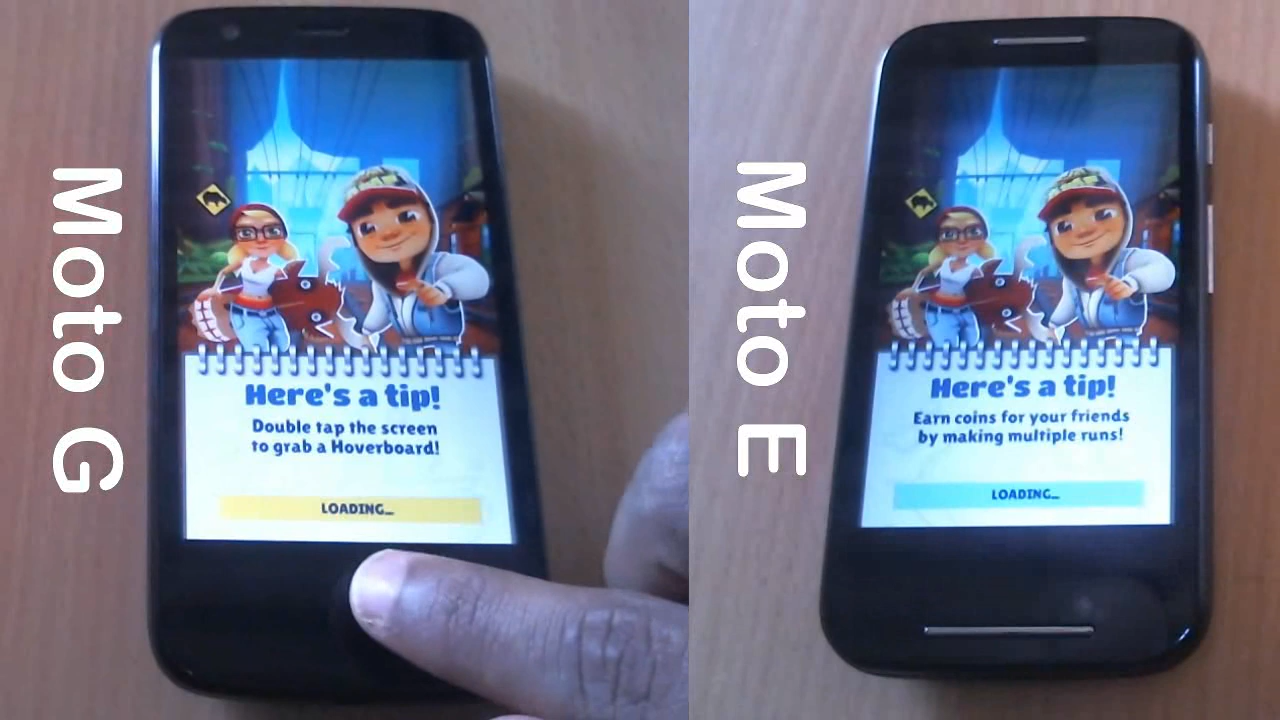 Moto G
Here's a tip!
Double tap the screen
to grab a Hoverboard!
LOADING...
Moto E
Here's a tip!
Earn coins for your friends
by making multiple runs!
LOADING...